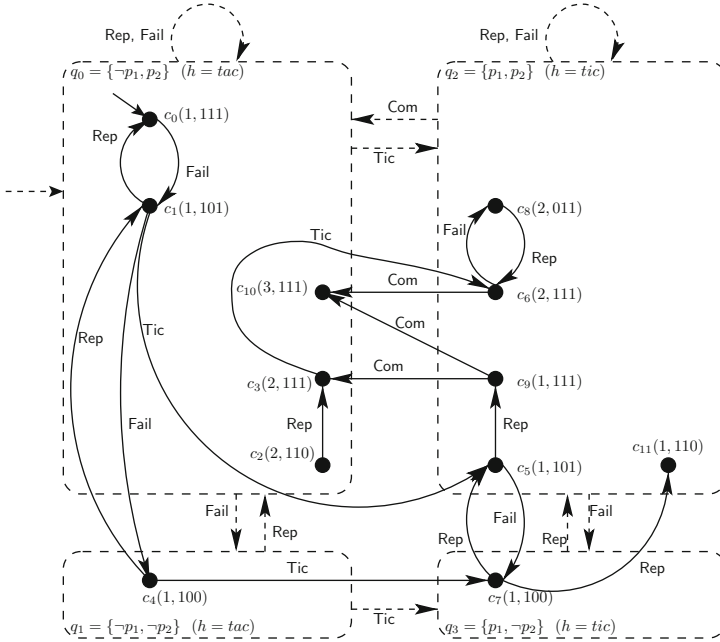 Rep, Fail
Rep, Fail
q₀ = {¬p₁, p₂} (h = tac)
q₂ = {p₁, p₂} (h = tic)
c₀(1, 111)
Com
Rep
Tic
Fail
c₁(1, 101)
c₈(2, 011)
Tic
Fail
Rep
c₁₀(3, 111)
Com
c₆(2, 111)
Rep
Tic
Com
Com
c₃(2, 111)
c₉(1, 111)
Fail
Rep
Rep
c₂(2, 110)
c₅(1, 101)
c₁₁(1, 110)
Fail
Rep
Rep
Fail
Rep
Fail
Tic
Rep
c₄(1, 100)
c₇(1, 100)
q₁ = {¬p₁, ¬p₂} (h = tac)
Tic
q₃ = {p₁, ¬p₂} (h = tic)